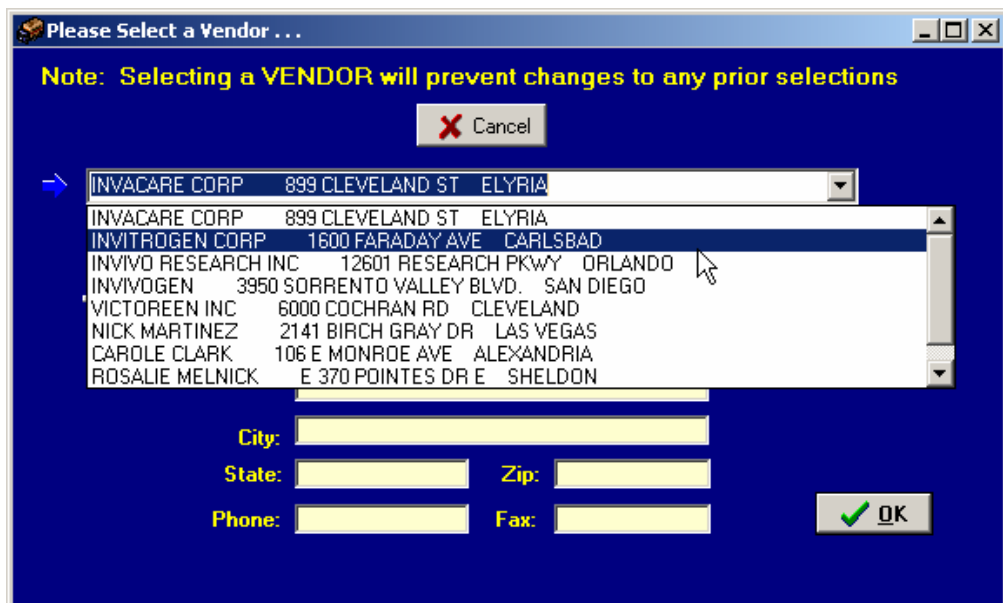 Please Select a Vendor . . .
Note: Selecting a VENDOR will prevent changes to any prior selections
Cancel
INVACARE CORP 899 CLEVELAND ST ELYRIA
INVACARE CORP 899 CLEVELAND ST ELYRIA
INVITROGEN CORP 1600 FARADAY AVE CARLSBAD
INVIVO RESEARCH INC 12601 RESEARCH PKWY ORLANDO
INVIVOGEN 3950 SORRENTO VALLEY BLVD. SAN DIEGO
VICTOREEN INC 6000 COCHRAN RD CLEVELAND
NICK MARTINEZ 2141 BIRCH GRAY DR LAS VEGAS
CAROLE CLARK 106 E MONROE AVE ALEXANDRIA
ROSALIE MELNICK E 370 POINTES DR E SHELDON
City:
State: Zip:
Phone: Fax:
OK